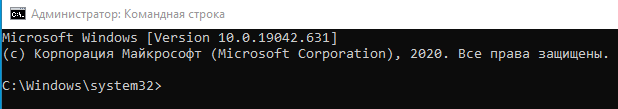 Администратор: Командная строка
Microsoft Windows [Version 10.0.19042.631]
(c) Корпорация Майкрософт (Microsoft Corporation), 2020. Все права защищены.
C:\Windows\system32>